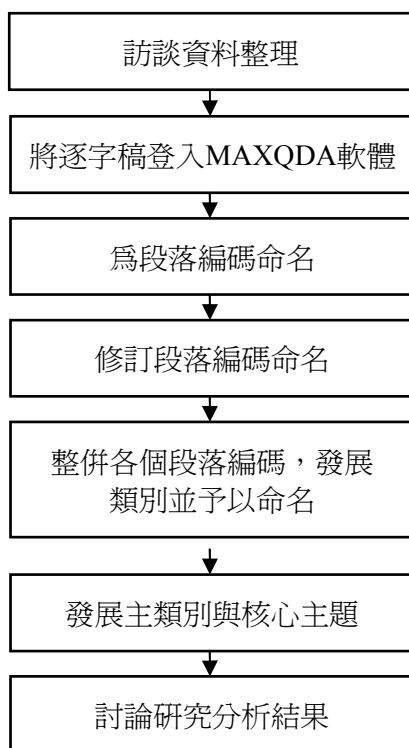 訪談資料整理
將逐字稿登入MAXQDA軟體
爲段落編碼命名
修訂段落編碼命名
整併各個段落編碼，發展
類別並予以命名
發展主類別與核心主題
討論研究分析結果